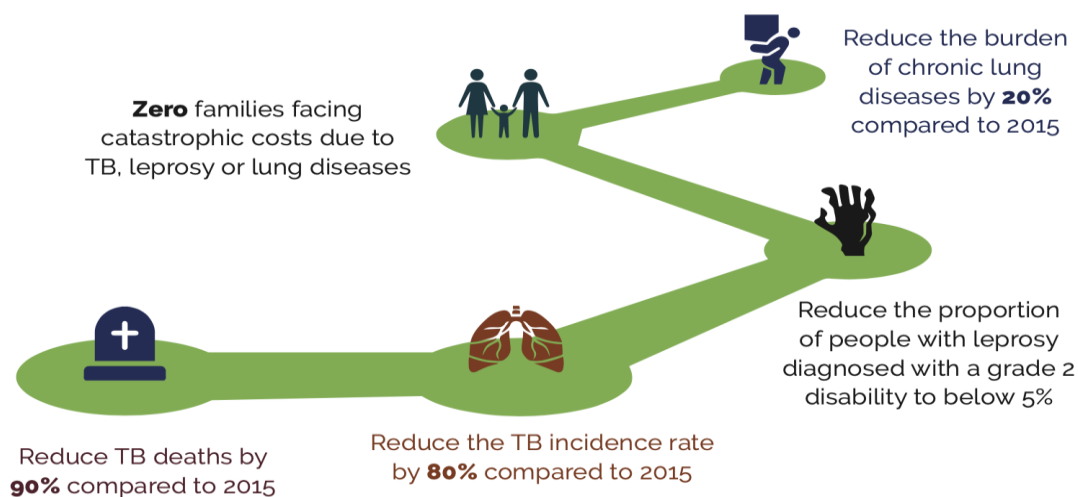 Reduce the burden
of chronic lung
diseases by 20%
compared to 2015
Zero families facing
catastrophic costs due to
TB, leprosy or lung diseases
Reduce the proportion
of people with leprosy
diagnosed with a grade 2
disability to below 5%
Reduce the TB incidence rate
by 80% compared to 2015
Reduce TB deaths by
90% compared to 2015